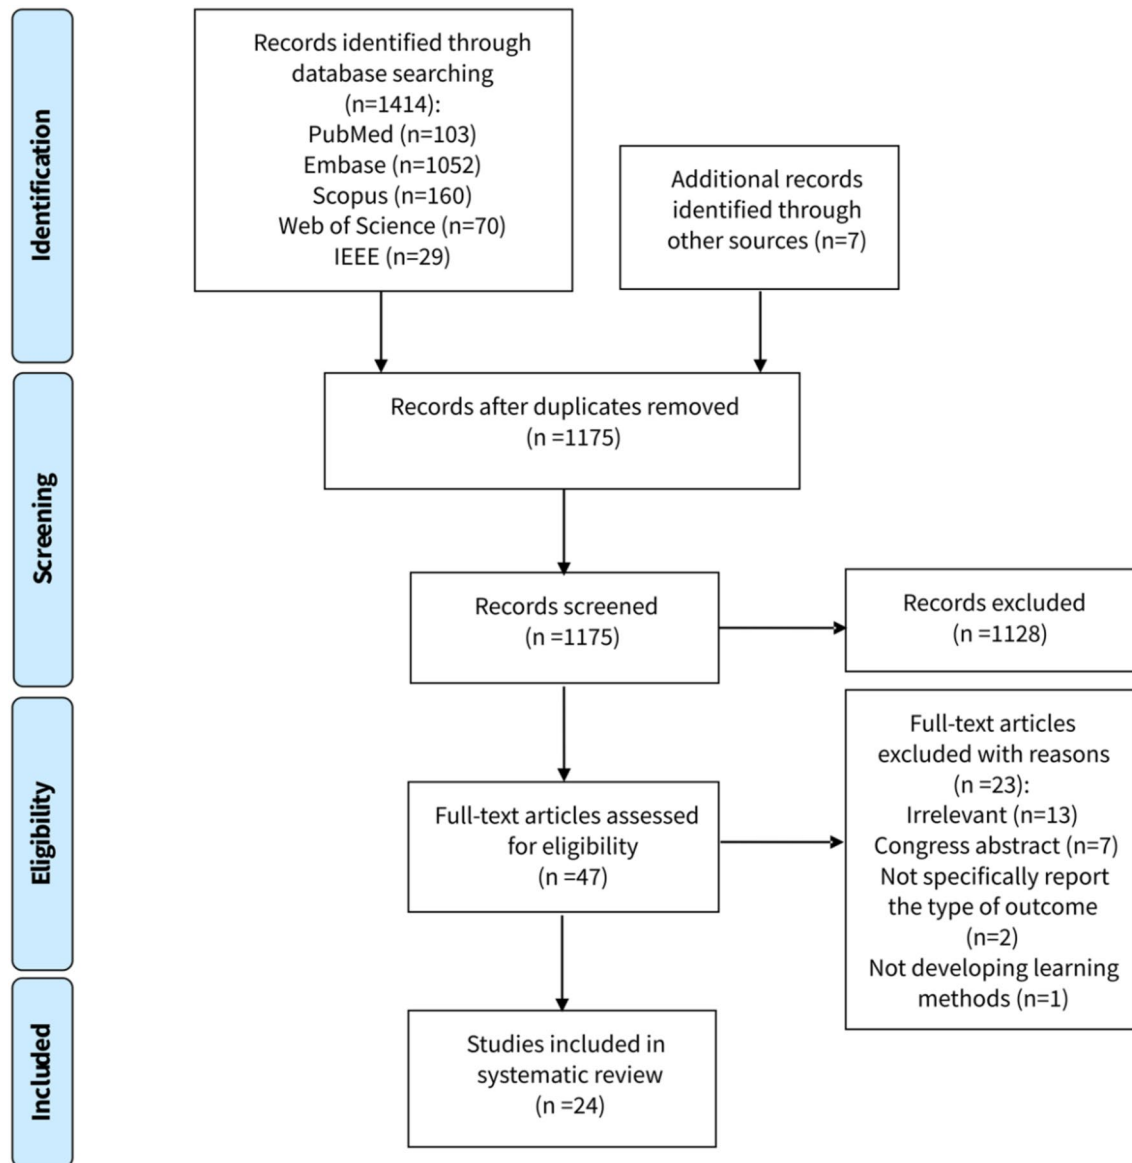 Identification
Records identified through
database searching
(n=1414):
PubMed (n=103)
Embase (n=1052)
Scopus (n=160)
Web of Science (n=70)
IEEE (n=29)
Additional records
identified through
other sources (n=7)
Screening
Records after duplicates removed
(n =1175)
Records screened
(n =1175)
Records excluded
(n =1128)
Eligibility
Full-text articles assessed
for eligibility
(n =47)
Full-text articles
excluded with reasons
(n =23):
Irrelevant (n=13)
Congress abstract (n=7)
Not specifically report
the type of outcome
(n=2)
Not developing learning
methods (n=1)
Included
Studies included in
systematic review
(n =24)